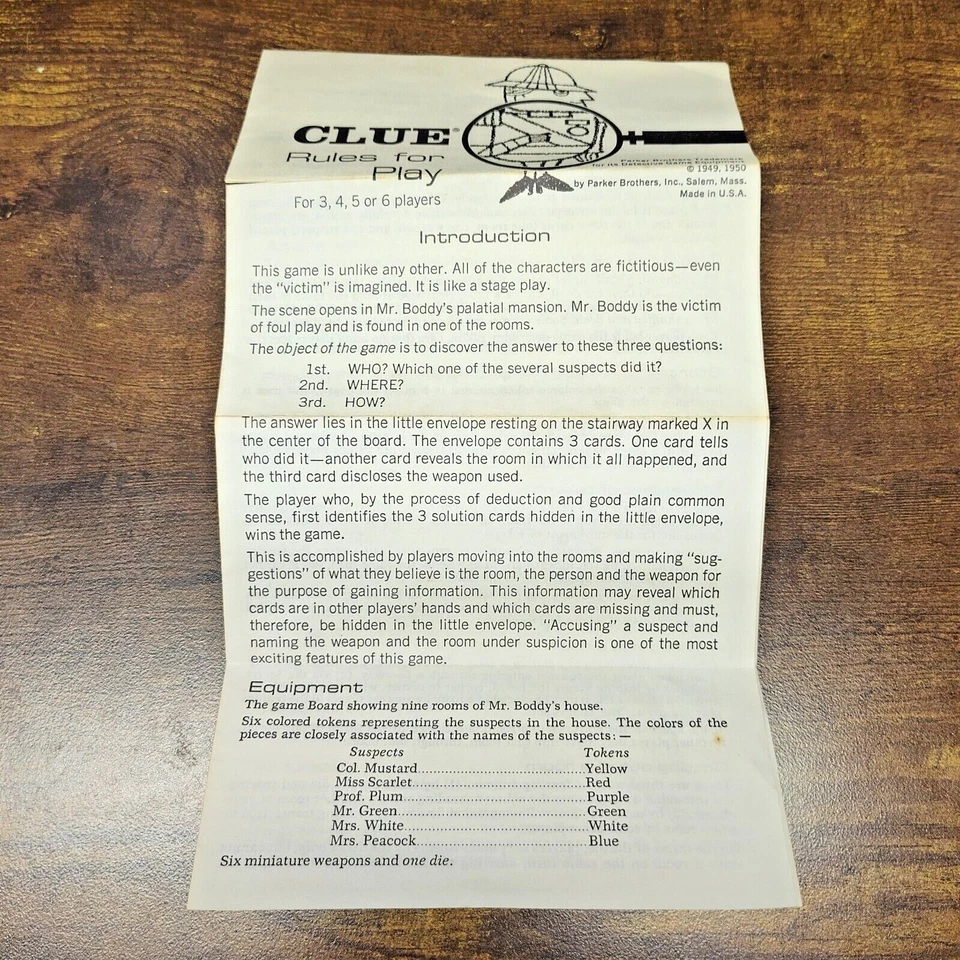 CLUE®
Rules for
Play
For 3, 4, 5 or 6 players
Parker Brothers Trademark
for its Detective Game Equipment
© 1949, 1950
by Parker Brothers, Inc., Salem, Mass.
Made in U.S.A.
Introduction
This game is unlike any other. All of the characters are fictitious—even
the “victim” is imagined. It is like a stage play.
The scene opens in Mr. Boddy's palatial mansion. Mr. Boddy is the victim
of foul play and is found in one of the rooms.
The object of the game is to discover the answer to these three questions:
1st. WHO? Which one of the several suspects did it?
2nd. WHERE?
3rd. HOW?
The answer lies in the little envelope resting on the stairway marked X in
the center of the board. The envelope contains 3 cards. One card tells
who did it—another card reveals the room in which it all happened, and
the third card discloses the weapon used.
The player who, by the process of deduction and good plain common
sense, first identifies the 3 solution cards hidden in the little envelope,
wins the game.
This is accomplished by players moving into the rooms and making “sug-
gestions” of what they believe is the room, the person and the weapon for
the purpose of gaining information. This information may reveal which
cards are in other players' hands and which cards are missing and must,
therefore, be hidden in the little envelope. “Accusing” a suspect and
naming the weapon and the room under suspicion is one of the most
exciting features of this game.
Equipment
The game Board showing nine rooms of Mr. Boddy's house.
Six colored tokens representing the suspects in the house. The colors of the
pieces are closely associated with the names of the suspects: —
Suspects Tokens
Col. Mustard..............................Yellow
Miss Scarlet...............................Red
Prof. Plum.................................Purple
Mr. Green..................................Green
Mrs. White.................................White
Mrs. Peacock..............................Blue
Six miniature weapons and one die.